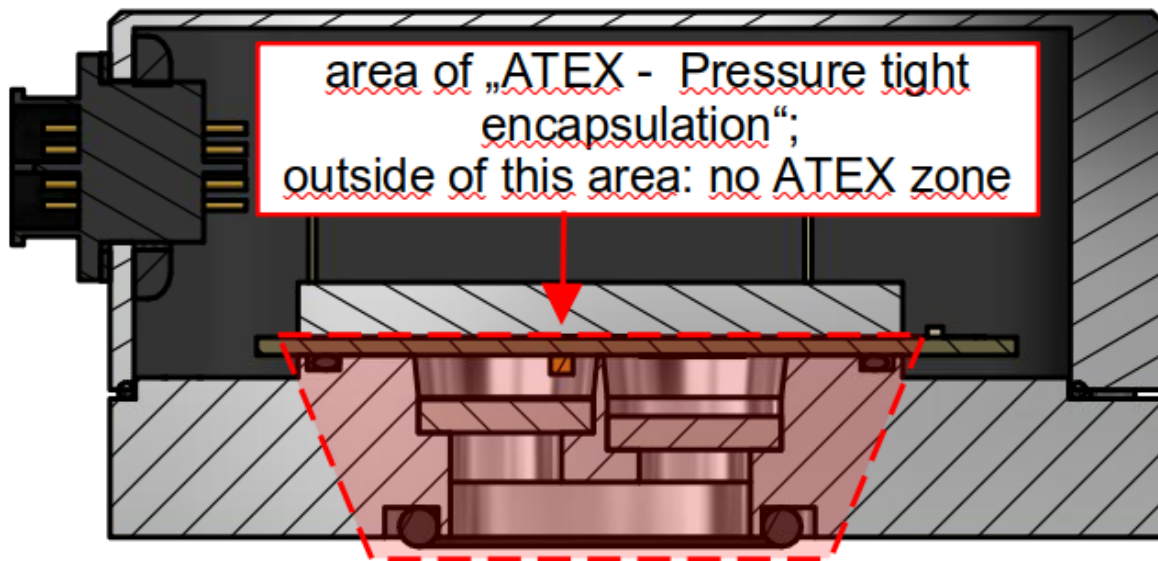 area of „ATEX -  Pressure tight
encapsulation“;
outside of this area: no ATEX zone